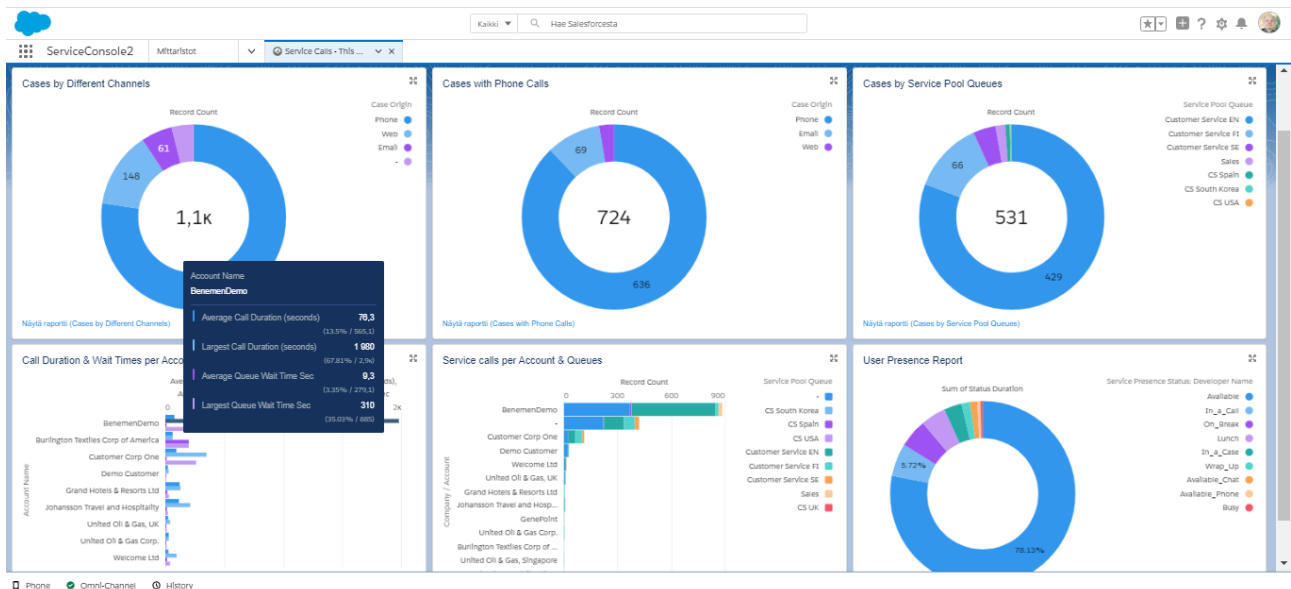 Kaikki
Hae Salesforcesta
ServiceConsole2
Mittaristot
Service Calls - This ...
Cases by Different Channels
Record Count
Case Origin
Phone
Web
Email
-
61
148
1,1K
Näytä raportti (Cases by Different Channels)
Cases with Phone Calls
Record Count
Case Origin
Phone
Email
Web
69
724
636
Näytä raportti (Cases with Phone Calls)
Cases by Service Pool Queues
Record Count
Service Pool Queue
Customer Service EN
Customer Service FI
Customer Service SE
Sales
CS Spain
CS South Korea
CS USA
66
531
429
Näytä raportti (Cases by Service Pool Queues)
Account Name
BenemenDemo
Average Call Duration (seconds) 76,3
(13.5% / 565,1)
Largest Call Duration (seconds) 1 980
(67.81% / 2,9k)
Average Queue Wait Time Sec 9,3
(3.35% / 279,1)
Largest Queue Wait Time Sec 310
(35.03% / 885)
Call Duration & Wait Times per Acco
Ave
ds),
A
c
0
2K
Account Name
BenemenDemo
Burlington Textiles Corp of America
Customer Corp One
Demo Customer
Grand Hotels & Resorts Ltd
Johansson Travel and Hospitality
United Oil & Gas, UK
United Oil & Gas Corp.
Welcome Ltd
Service calls per Account & Queues
Record Count
0 300 600 900
Company / Account
BenemenDemo
-
Customer Corp One
Demo Customer
Welcome Ltd
United Oil & Gas, UK
Grand Hotels & Resorts Ltd
Johansson Travel and Hosp...
GenePoint
United Oil & Gas Corp.
Burlington Textiles Corp of ...
United Oil & Gas, Singapore
Service Pool Queue
-
CS South Korea
CS Spain
CS USA
Customer Service EN
Customer Service FI
Customer Service SE
Sales
CS UK
User Presence Report
Sum of Status Duration
Service Presence Status: Developer Name
Available
In_a_Call
On_Break
Lunch
In_a_Case
Wrap_Up
Available_Chat
Available_Phone
Busy
5.72%
78.13%
Phone
Omni-Channel
History